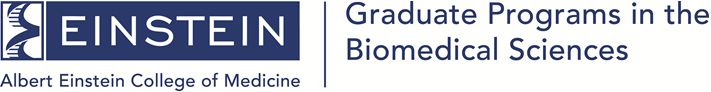 EINSTEIN
Albert Einstein College of Medicine
Graduate Programs in the
Biomedical Sciences